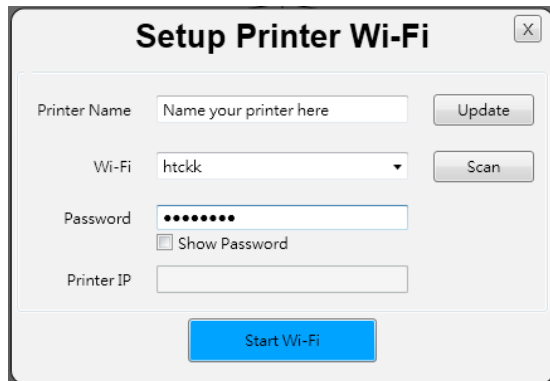 Setup Printer Wi-Fi
X
Printer Name
Name your printer here
Update
Wi-Fi
htckk
Scan
Password
••••••••
Show Password
Printer IP
Start Wi-Fi